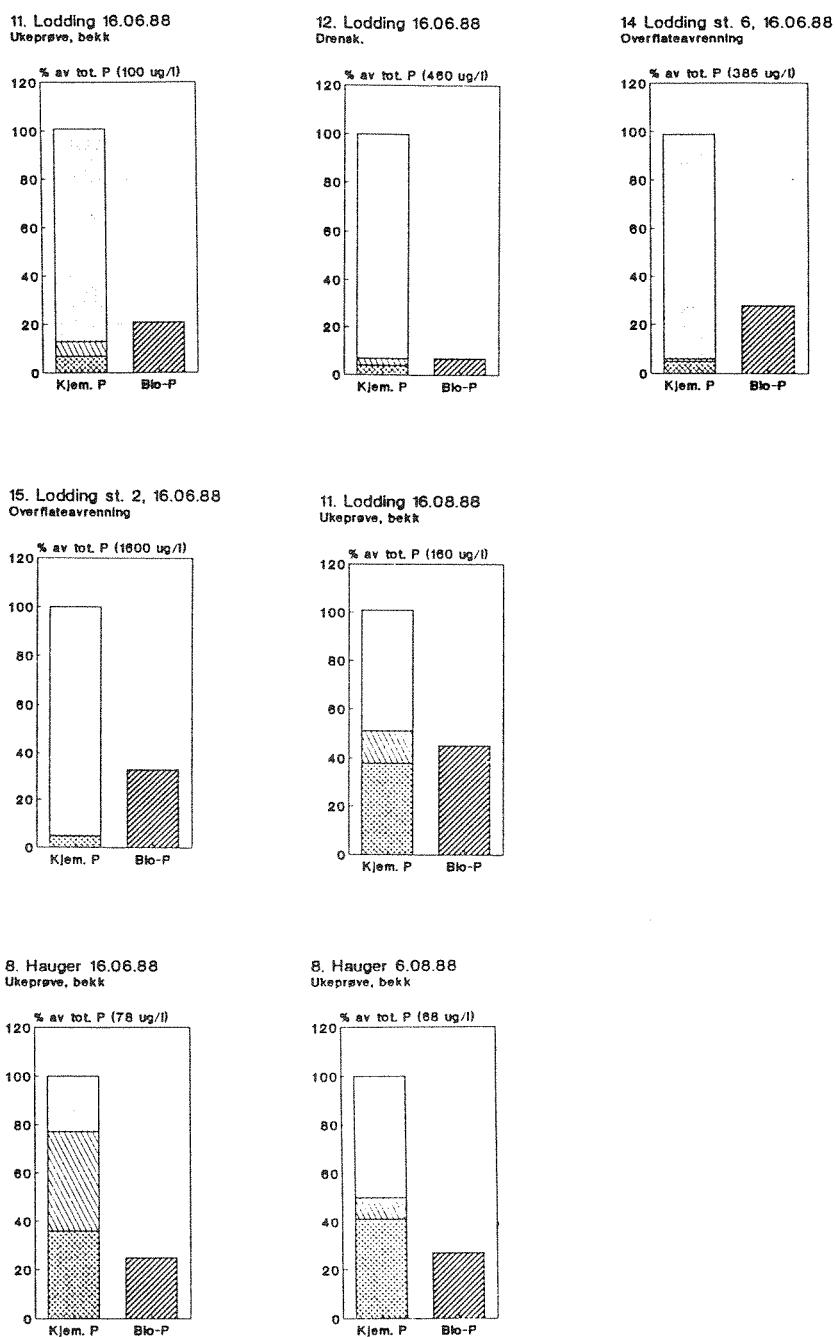 11. Lodding 16.06.88
Ukeprøve, bekk
% av tot. P (100 ug/l)
120
100
80
60
40
20
0
Kjem. P Bio-P
12. Lodding 16.06.88
Drensk.
% av tot. P (460 ug/l)
120
100
80
60
40
20
0
Kjem. P Bio-P
14 Lodding st. 6, 16.06.88
Overflateavrenning
% av tot. P (386 ug/l)
120
100
80
60
40
20
0
Kjem. P Bio-P
15. Lodding st. 2, 16.06.88
Overflateavrenning
% av tot. P (1600 ug/l)
120
100
80
60
40
20
0
Kjem. P Bio-P
11. Lodding 16.08.88
Ukeprøve, bekk
% av tot. P (160 ug/l)
120
100
80
60
40
20
0
Kjem. P Bio-P
8. Hauger 16.06.88
Ukeprøve, bekk
% av tot. P (78 ug/l)
120
100
80
60
40
20
0
Kjem. P Bio-P
8. Hauger 6.08.88
Ukeprøve, bekk
% av tot. P (68 ug/l)
120
100
80
60
40
20
0
Kjem. P Bio-P